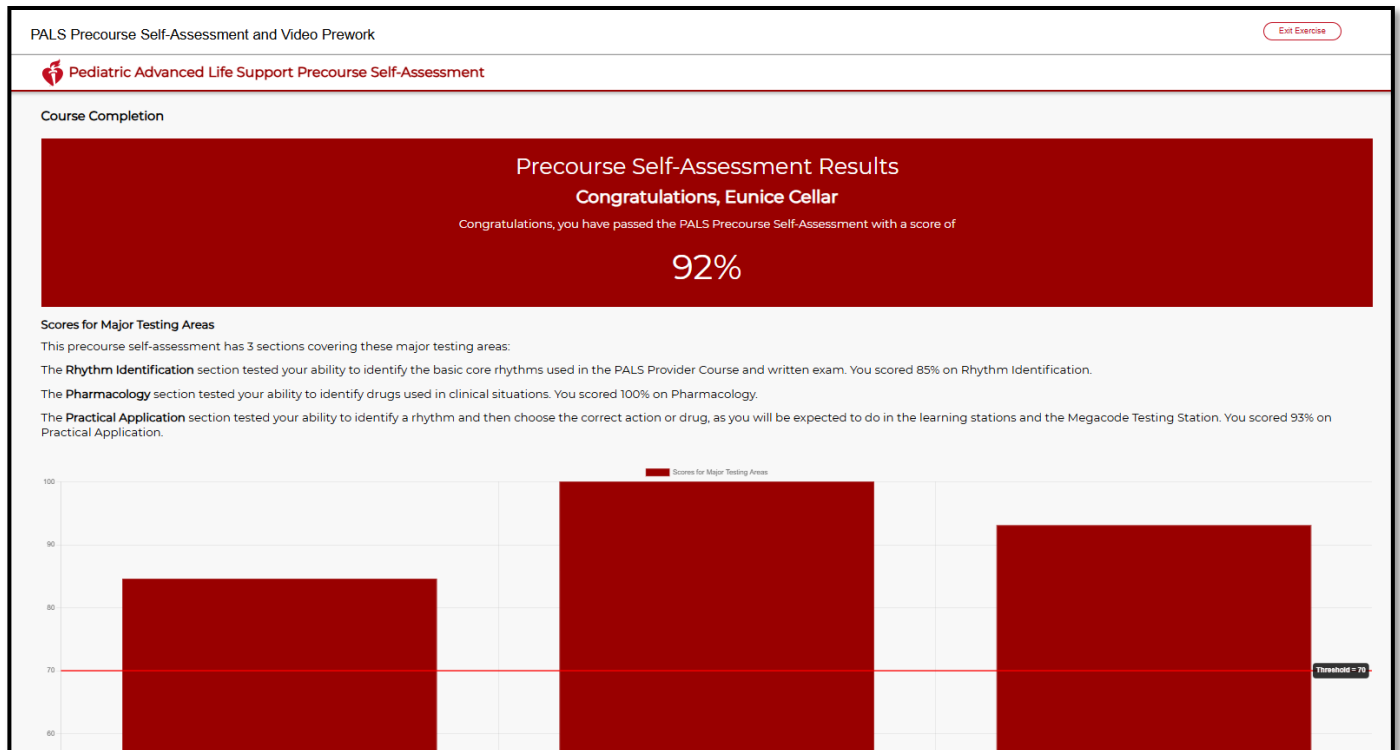 PALS Precourse Self-Assessment and Video Prework
Exit Exercise
Pediatric Advanced Life Support Precourse Self-Assessment
Course Completion
Precourse Self-Assessment Results
Congratulations, Eunice Cellar
Congratulations, you have passed the PALS Precourse Self-Assessment with a score of
92%
Scores for Major Testing Areas
This precourse self-assessment has 3 sections covering these major testing areas:
The Rhythm Identification section tested your ability to identify the basic core rhythms used in the PALS Provider Course and written exam. You scored 85% on Rhythm Identification.
The Pharmacology section tested your ability to identify drugs used in clinical situations. You scored 100% on Pharmacology.
The Practical Application section tested your ability to identify a rhythm and then choose the correct action or drug, as you will be expected to do in the learning stations and the Megacode Testing Station. You scored 93% on
Practical Application.
Scores for Major Testing Areas
100
90
80
70
Threshold = 70
60